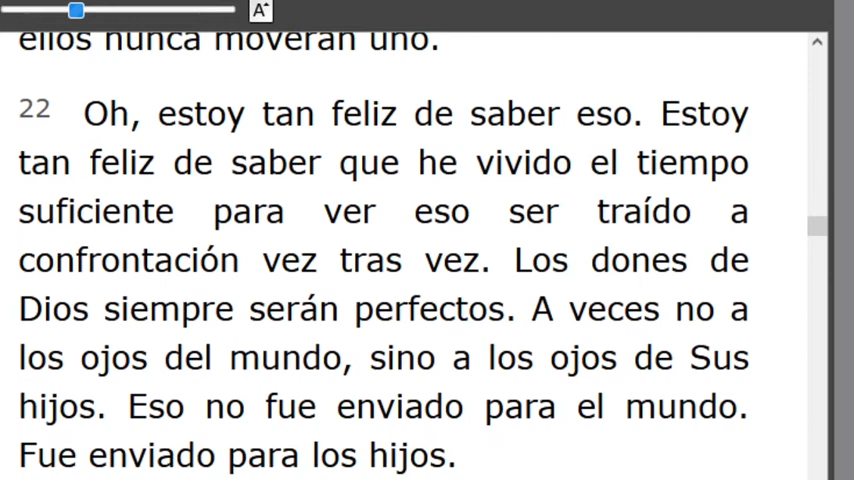 A
ellos nunca moverán uno.
22 Oh, estoy tan feliz de saber eso. Estoy
tan feliz de saber que he vivido el tiempo
suficiente para ver eso ser traído a
confrontación vez tras vez. Los dones de
Dios siempre serán perfectos. A veces no a
los ojos del mundo, sino a los ojos de Sus
hijos. Eso no fue enviado para el mundo.
Fue enviado para los hijos.